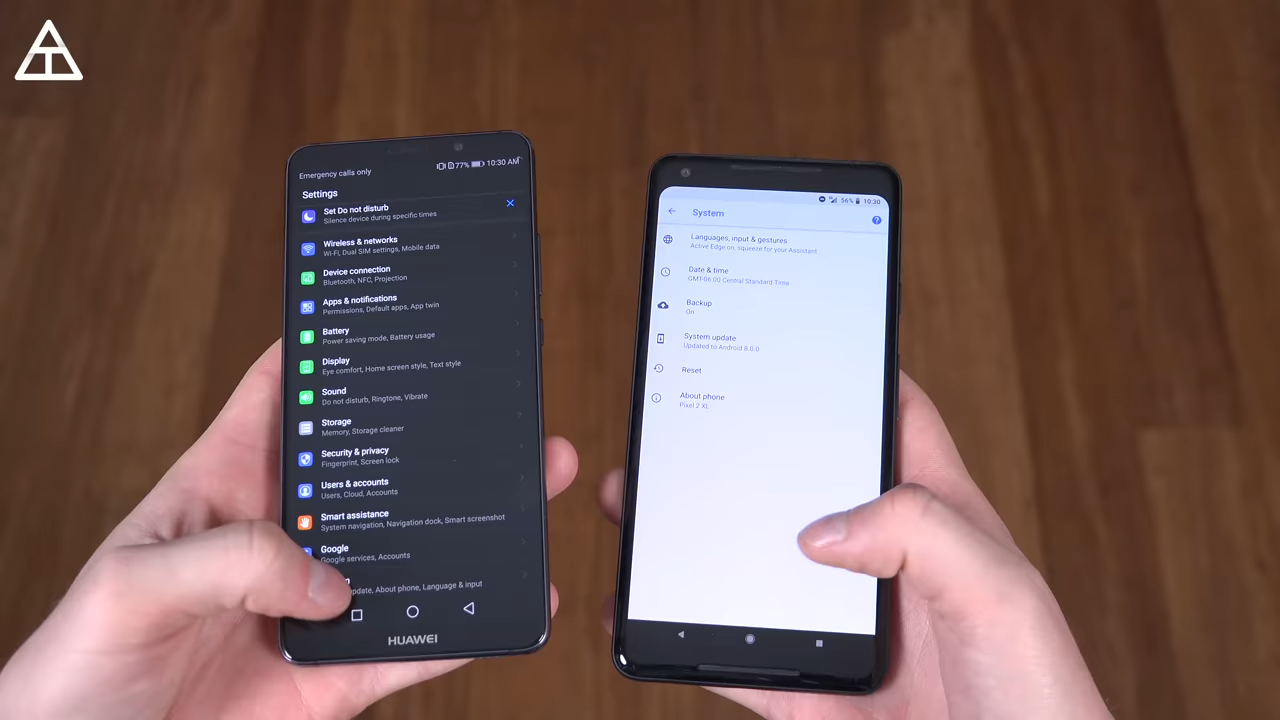 Emergency calls only
77% 10:30 AM
Settings
Set Do not disturb
Silence device during specific times
Wireless & networks
Wi-Fi, Dual SIM settings, Mobile data
Device connection
Bluetooth, NFC, Projection
Apps & notifications
Permissions, Default apps, App twin
Battery
Power saving mode, Battery usage
Display
Eye comfort, Home screen style, Text style
Sound
Do not disturb, Ringtone, Vibrate
Storage
Memory, Storage cleaner
Security & privacy
Fingerprint, Screen lock
Users & accounts
Users, Cloud, Accounts
Smart assistance
System navigation, Navigation dock, Smart screenshot
Google
Google services, Accounts
About phone, Language & input
HUAWEI
56% 10:30
System
Languages, input & gestures
Active Edge on, squeeze for your Assistant
Date & time
GMT-06:00 Central Standard Time
Backup
On
System update
Updated to Android 8.0.0
Reset
About phone
Pixel 2 XL